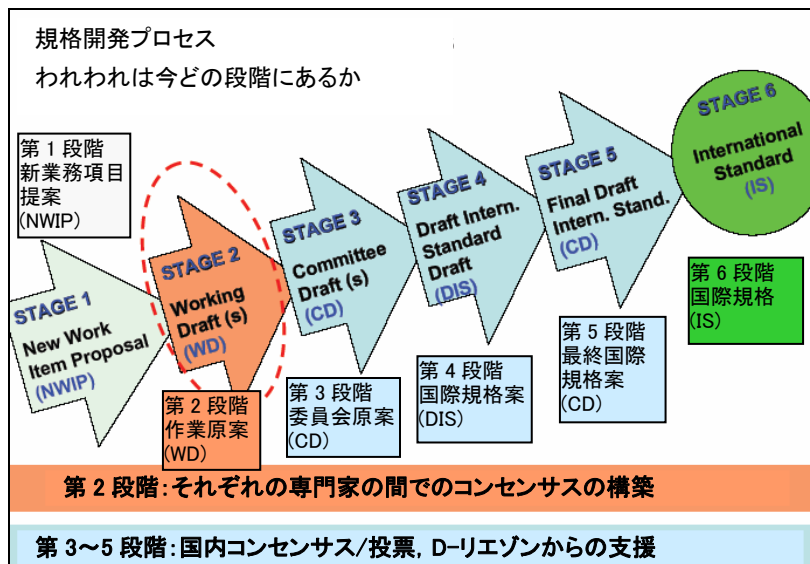 規格開発プロセス
われわれは今どの段階にあるか
第 1 段階
新業務項目
提案
(NWIP)
STAGE 1
New Work
Item Proposal
(NWIP)
STAGE 2
Working
Draft (s)
(WD)
第 2 段階
作業原案
(WD)
STAGE 3
Committee
Draft (s)
(CD)
第 3 段階
委員会原案
(CD)
STAGE 4
Draft Intern.
Standard
Draft
(DIS)
第 4 段階
国際規格案
(DIS)
STAGE 5
Final Draft
Intern. Stand.
(CD)
第 5 段階
最終国際
規格案
(CD)
STAGE 6
International
Standard
(IS)
第 6 段階
国際規格
(IS)
第 2 段階：それぞれの専門家の間でのコンセンサスの構築
第 3～5 段階：国内コンセンサス/投票，D-リエゾンからの支援